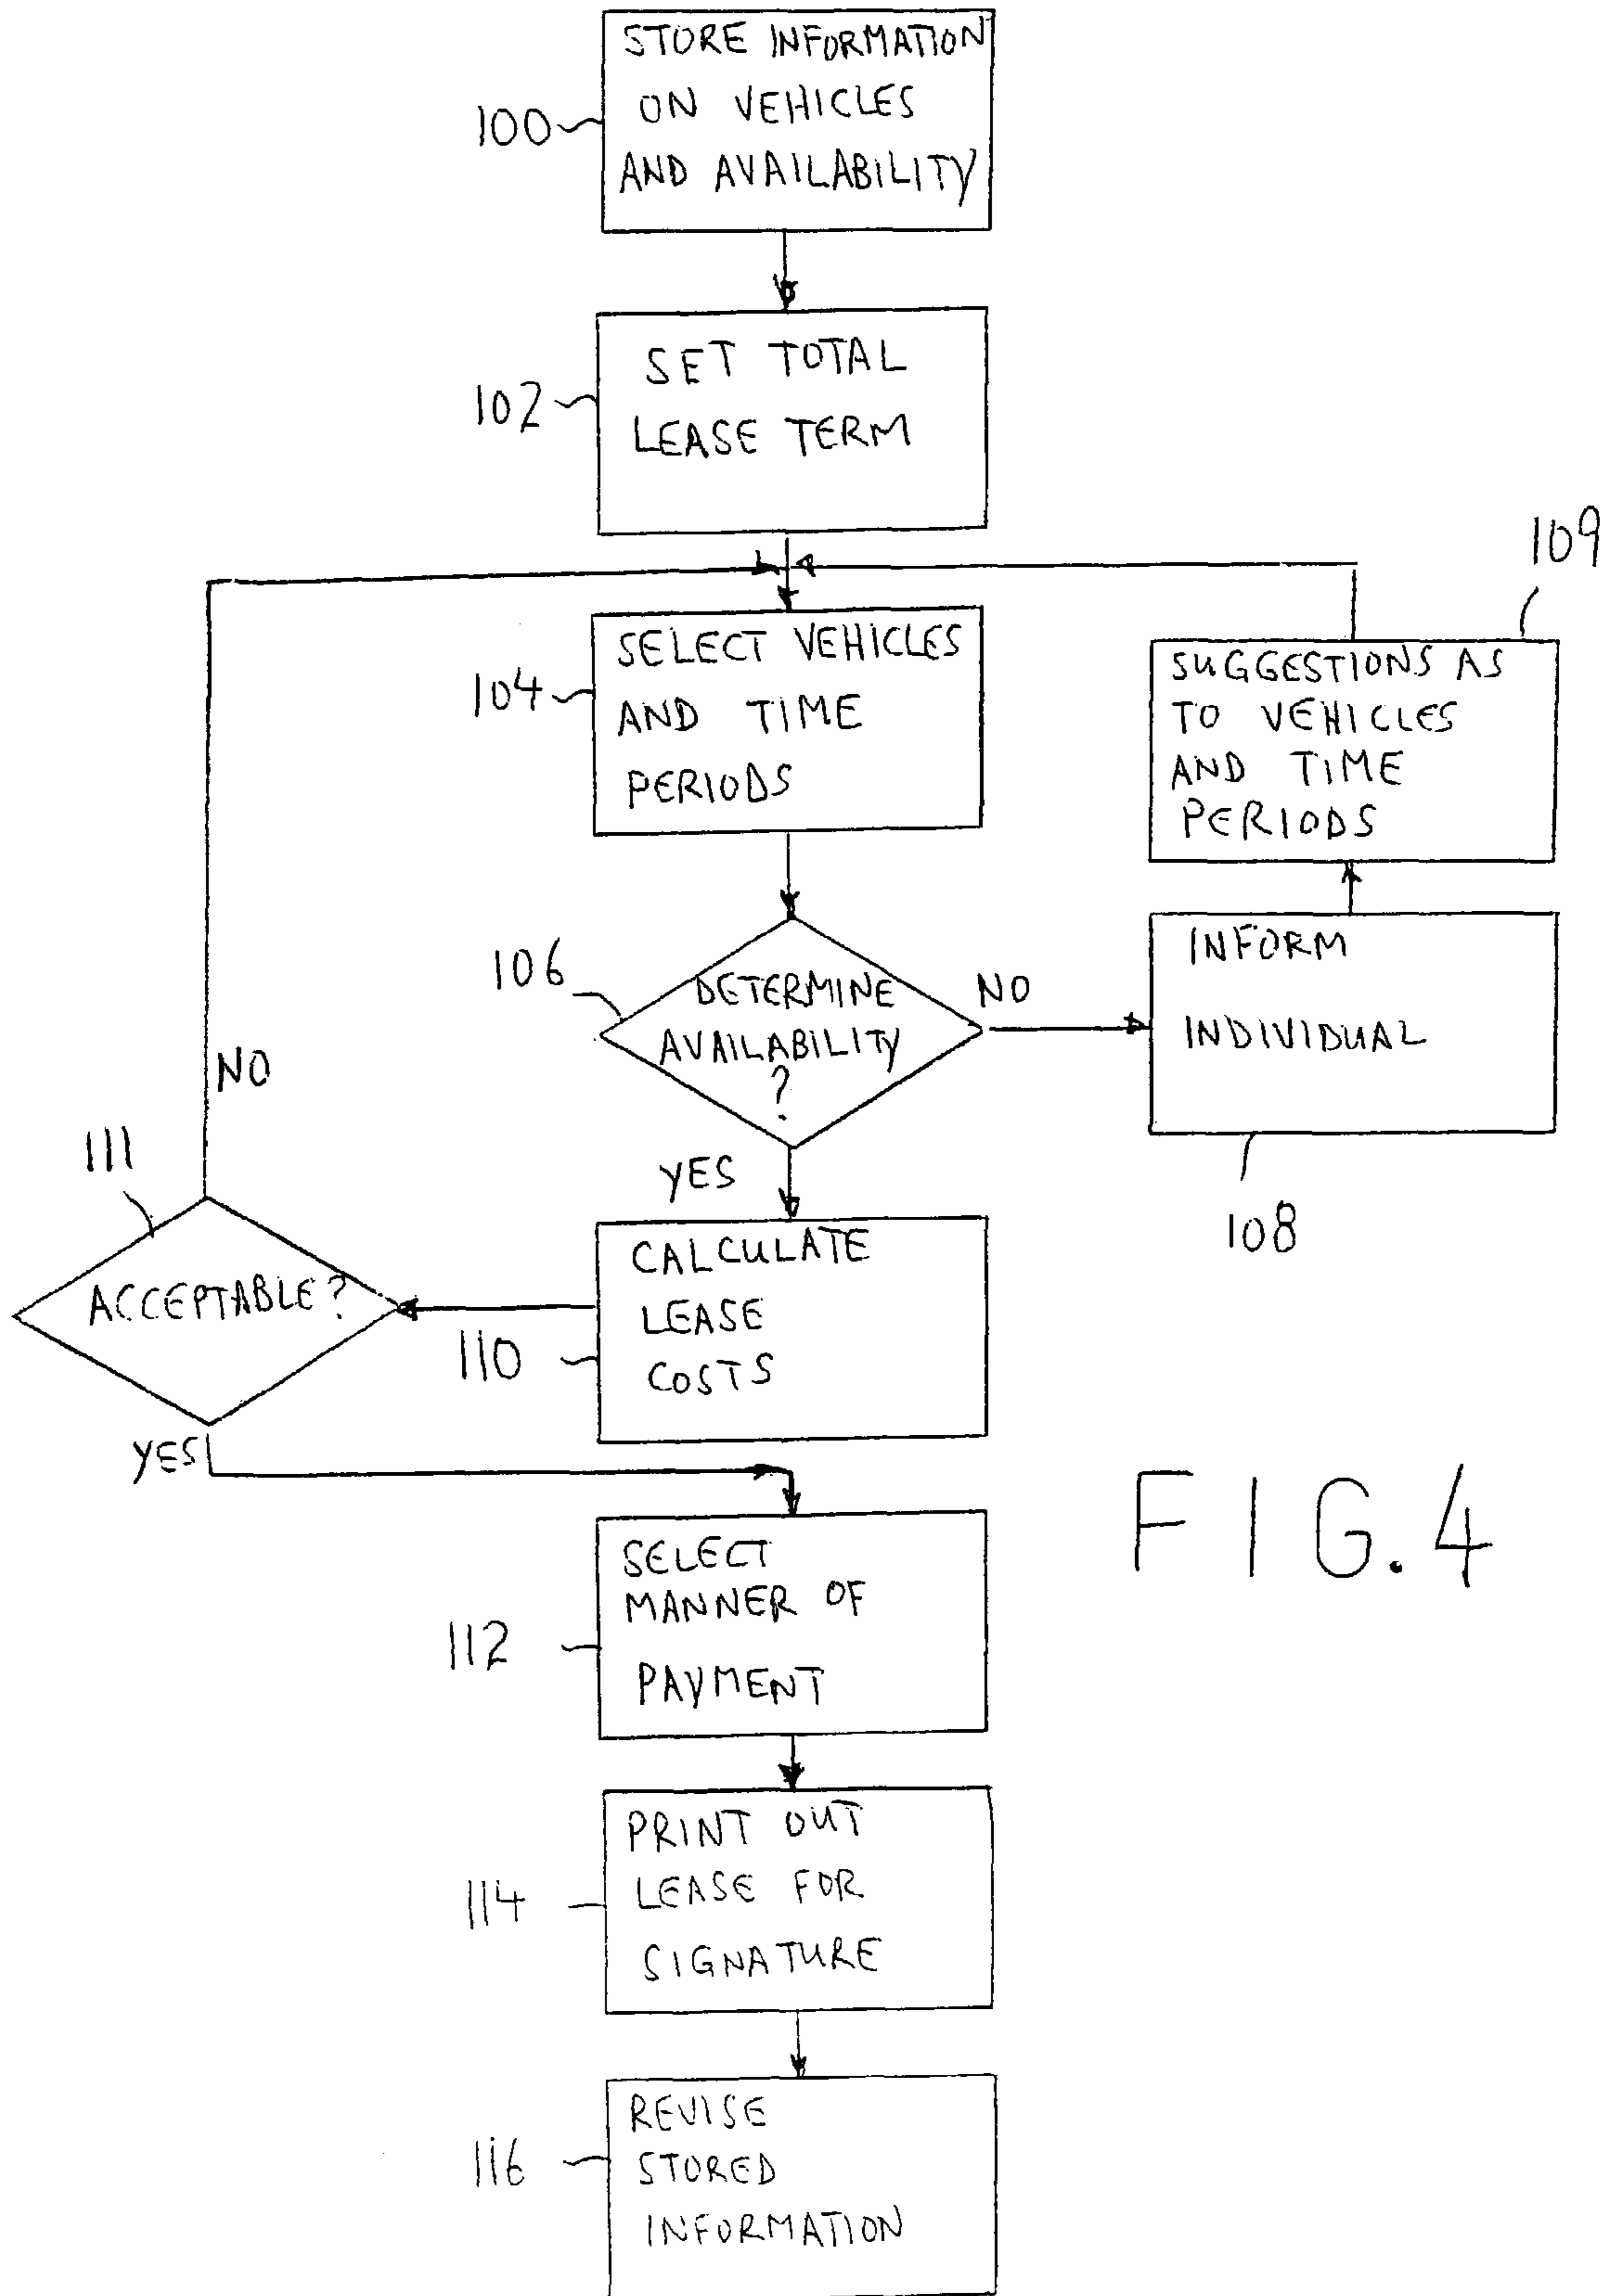 STORE INFORMATION
ON VEHICLES
AND AVAILABILITY
100
SET TOTAL
LEASE TERM
102
109
SELECT VEHICLES
AND TIME
PERIODS
104
SUGGESTIONS AS
TO VEHICLES
AND TIME
PERIODS
106
DETERMINE
AVAILABILITY
?
NO
INFORM
INDIVIDUAL
108
NO
YES
111
ACCEPTABLE?
CALCULATE
LEASE
COSTS
110
YES
SELECT
MANNER OF
PAYMENT
112
FIG. 4
PRINT OUT
LEASE FOR
SIGNATURE
114
REVISE
STORED
INFORMATION
116